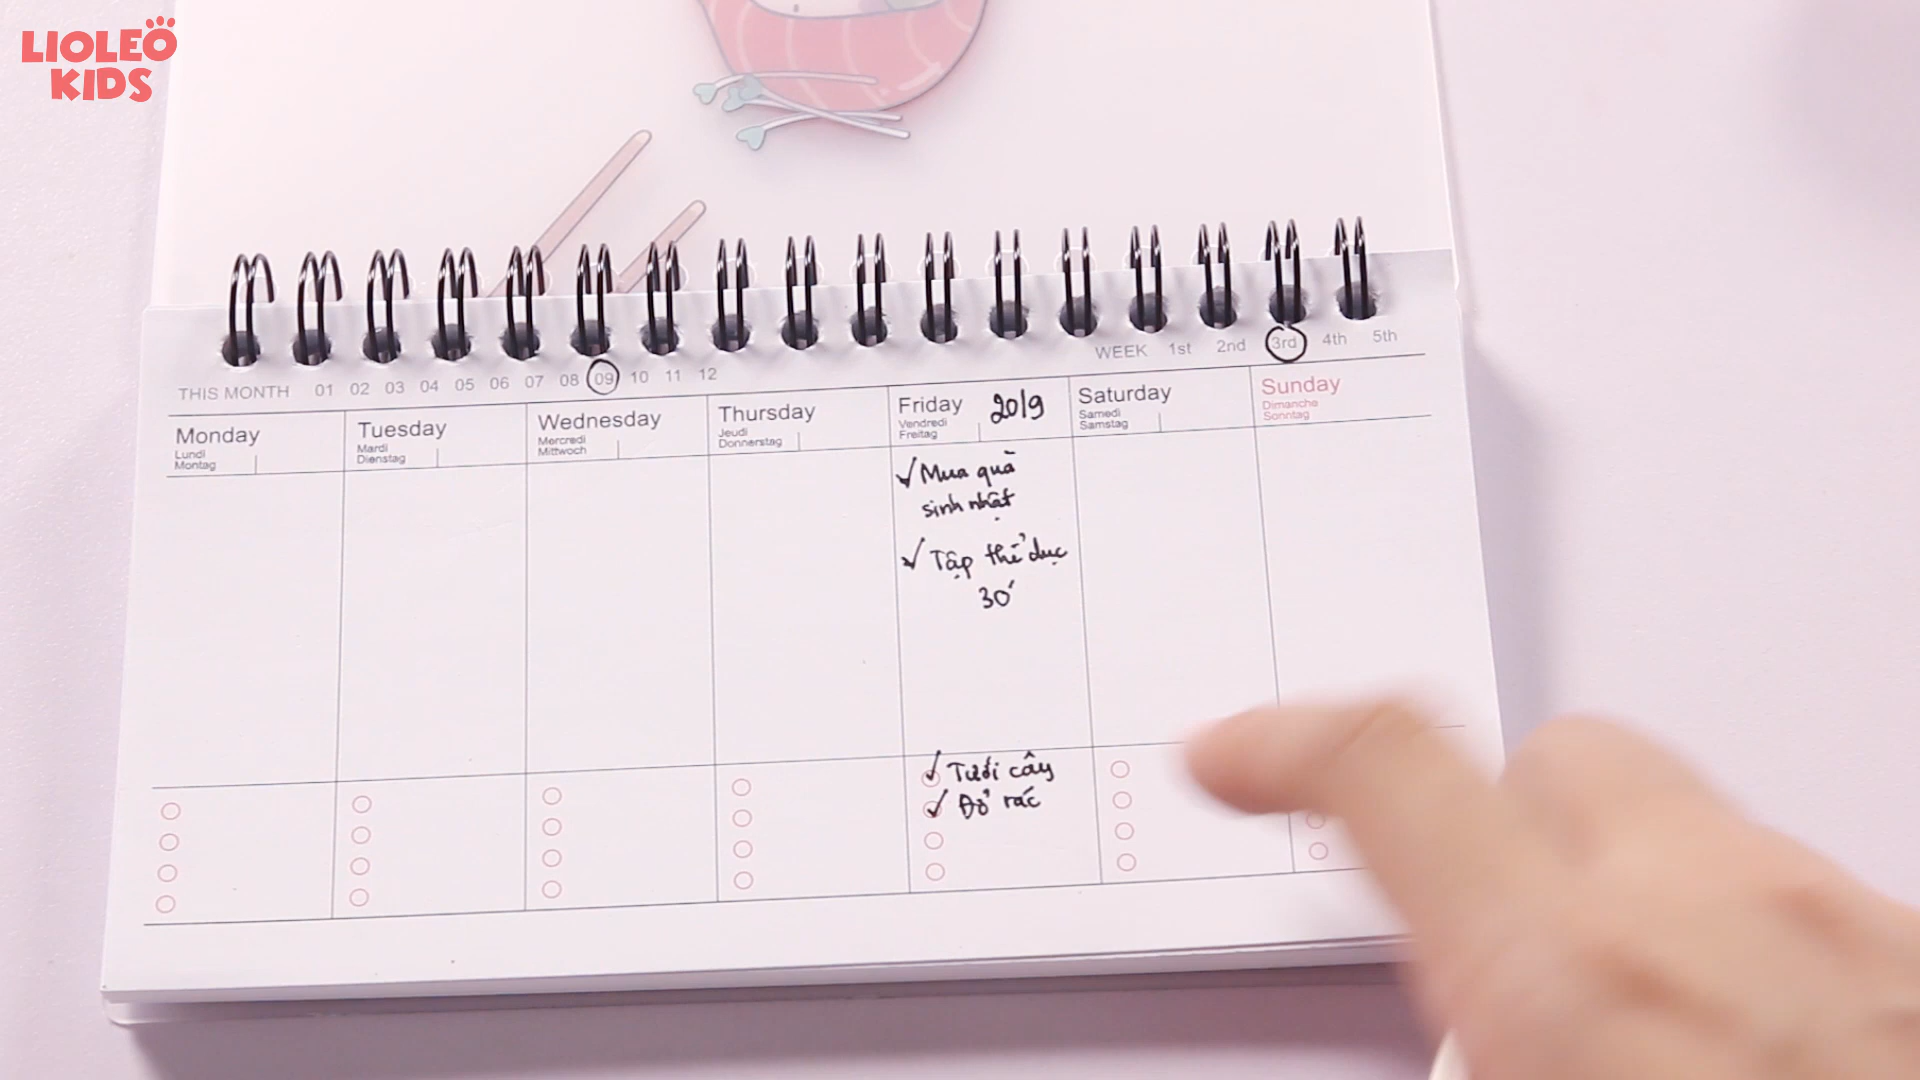 LIOLEO
KIDS
THIS MONTH 01 02 03 04 05 06 07 08 09 10 11 12
WEEK 1st 2nd 3rd 4th 5th
Monday
Lundi
Montag
Tuesday
Mardi
Dienstag
Wednesday
Mercredi
Mittwoch
Thursday
Jeudi
Donnerstag
Friday 2019
Vendredi
Freitag
Saturday
Samedi
Samstag
Sunday
Dimanche
Sonntag
✓ Mua quà
sinh nhật
✓ Tập thể dục
30'
✓ Tưới cây
✓ Đổ rác